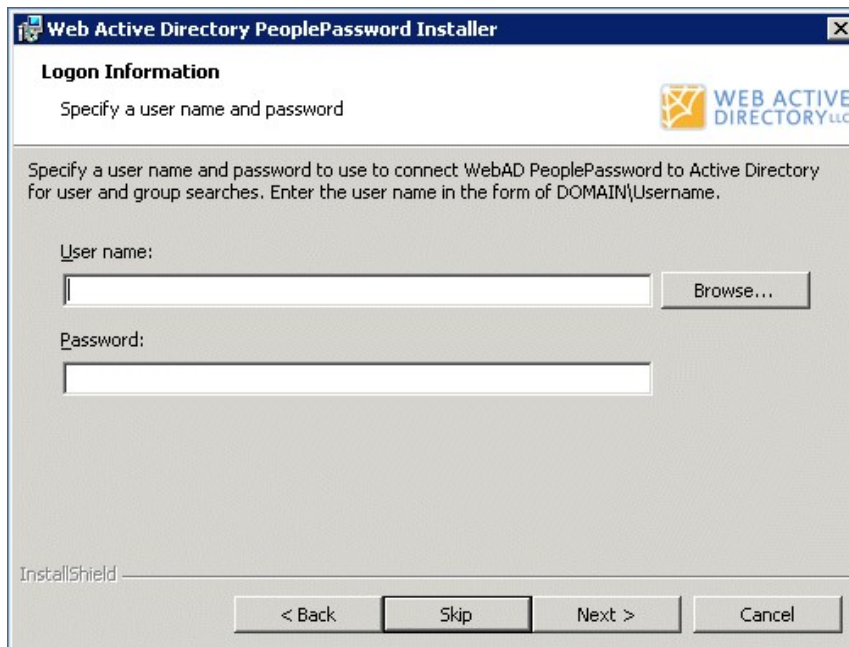 Web Active Directory PeoplePassword Installer
Logon Information
Specify a user name and password
WEB ACTIVE
DIRECTORY LLC
Specify a user name and password to use to connect WebAD PeoplePassword to Active Directory
for user and group searches. Enter the user name in the form of DOMAIN\Username.
User name:
Browse...
Password:
InstallShield
< Back Skip Next > Cancel